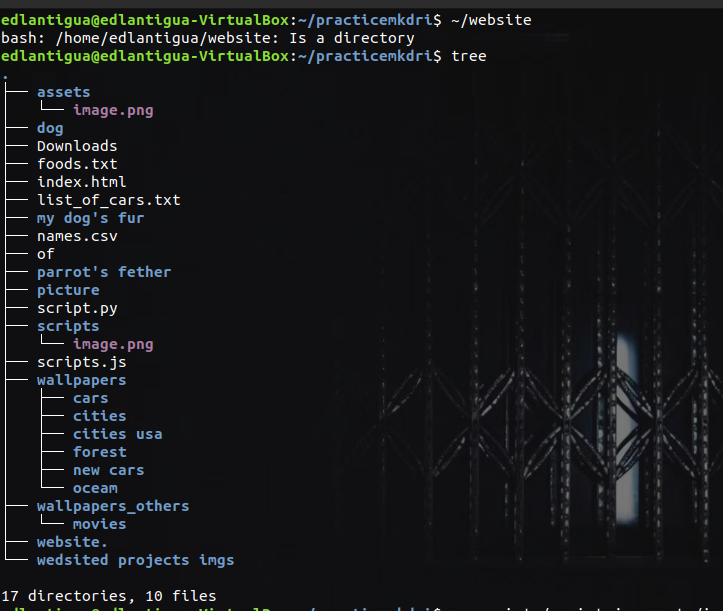 edlantigua@edlantigua-VirtualBox:~/practicemkdri$ ~/website
bash: /home/edlantigua/website: Is a directory
edlantigua@edlantigua-VirtualBox:~/practicemkdri$ tree
.
├── assets
│   └── image.png
├── dog
├── Downloads
├── foods.txt
├── index.html
├── list_of_cars.txt
├── my dog's fur
├── names.csv
├── of
├── parrot's fether
├── picture
├── script.py
├── scripts
│   └── image.png
├── scripts.js
├── wallpapers
│   ├── cars
│   ├── cities
│   ├── cities usa
│   ├── forest
│   ├── new cars
│   └── oceam
├── wallpapers_others
│   └── movies
├── website.
└── wedsited projects imgs
17 directories, 10 files